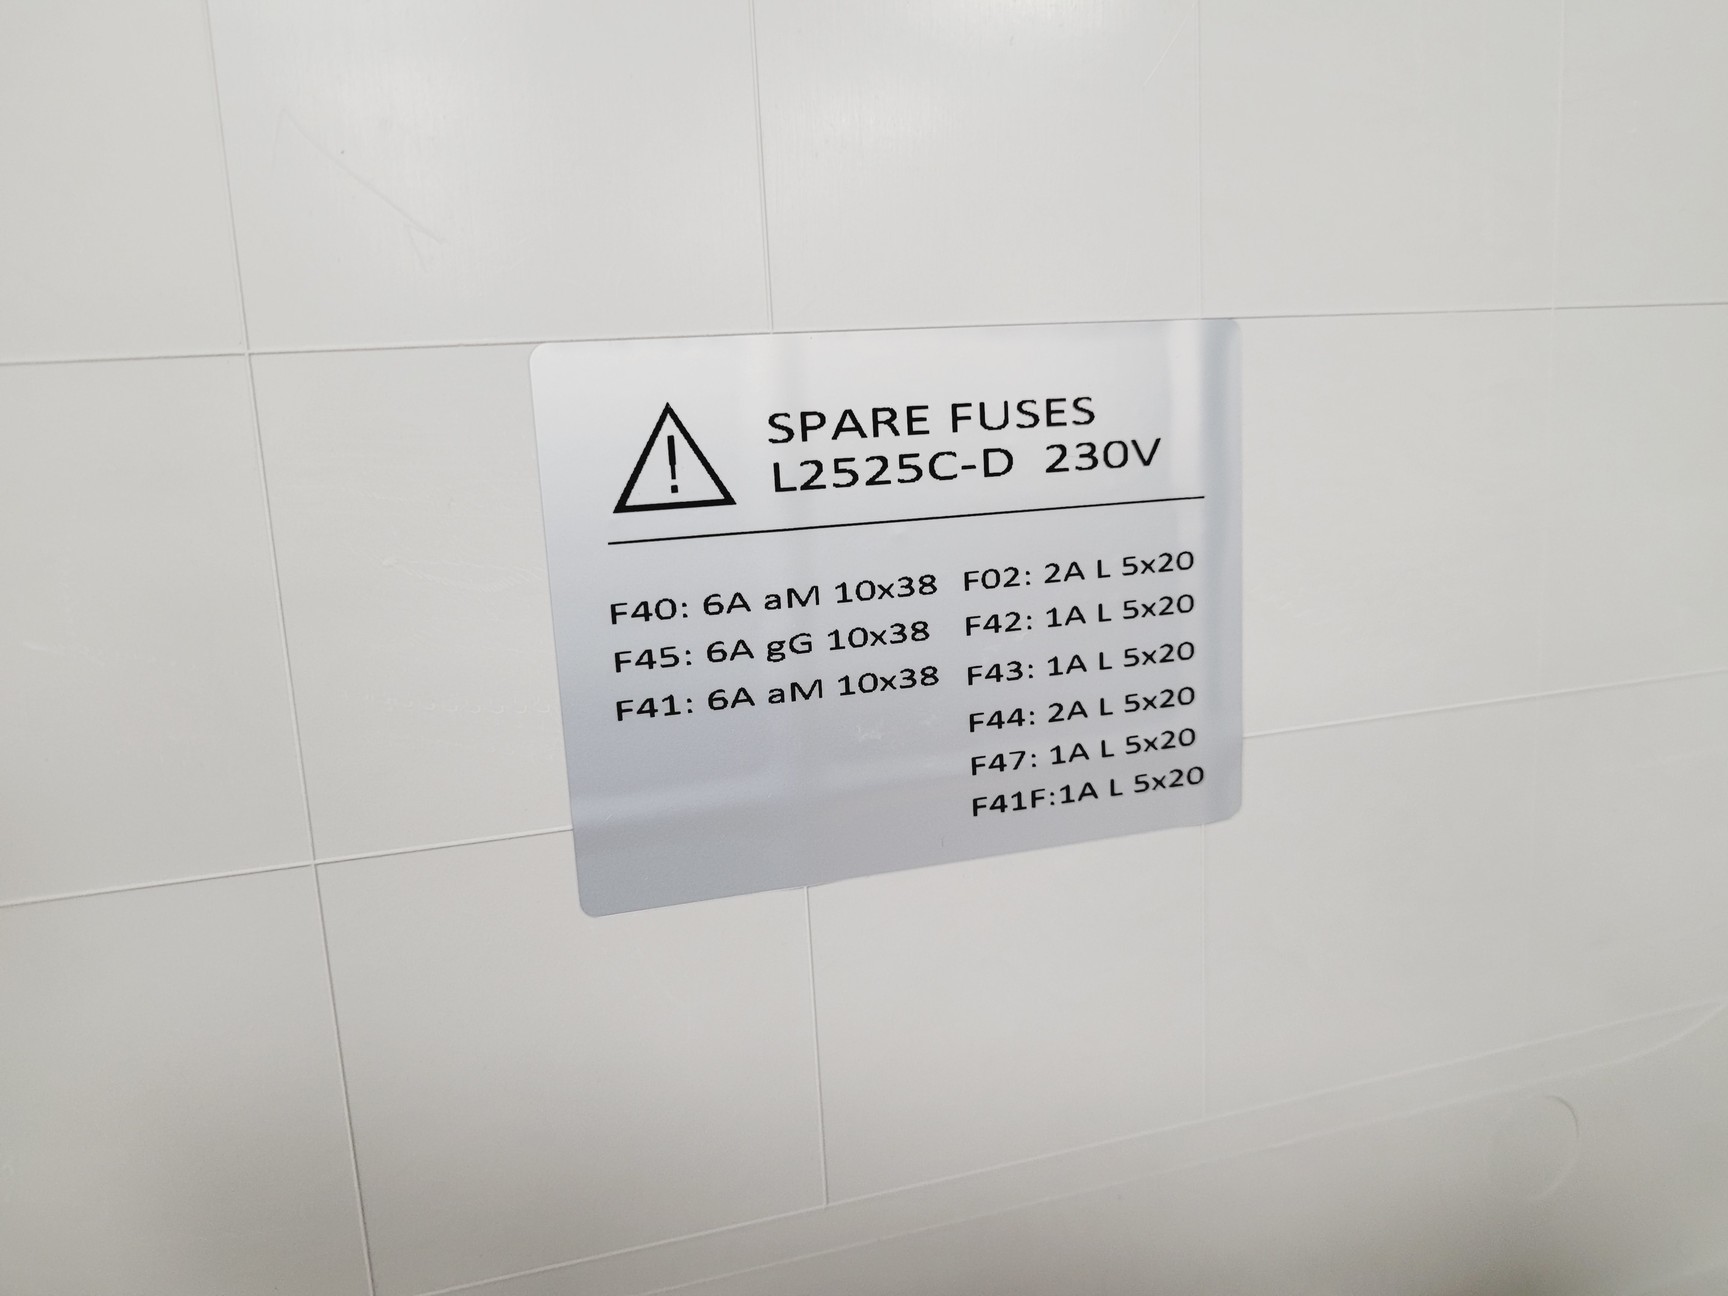 SPARE FUSES
L2525C-D 230V
F40: 6A aM 10x38
F45: 6A gG 10x38
F41: 6A aM 10x38
F02: 2A L 5x20
F42: 1A L 5x20
F43: 1A L 5x20
F44: 2A L 5x20
F47: 1A L 5x20
F41F:1A L 5x20